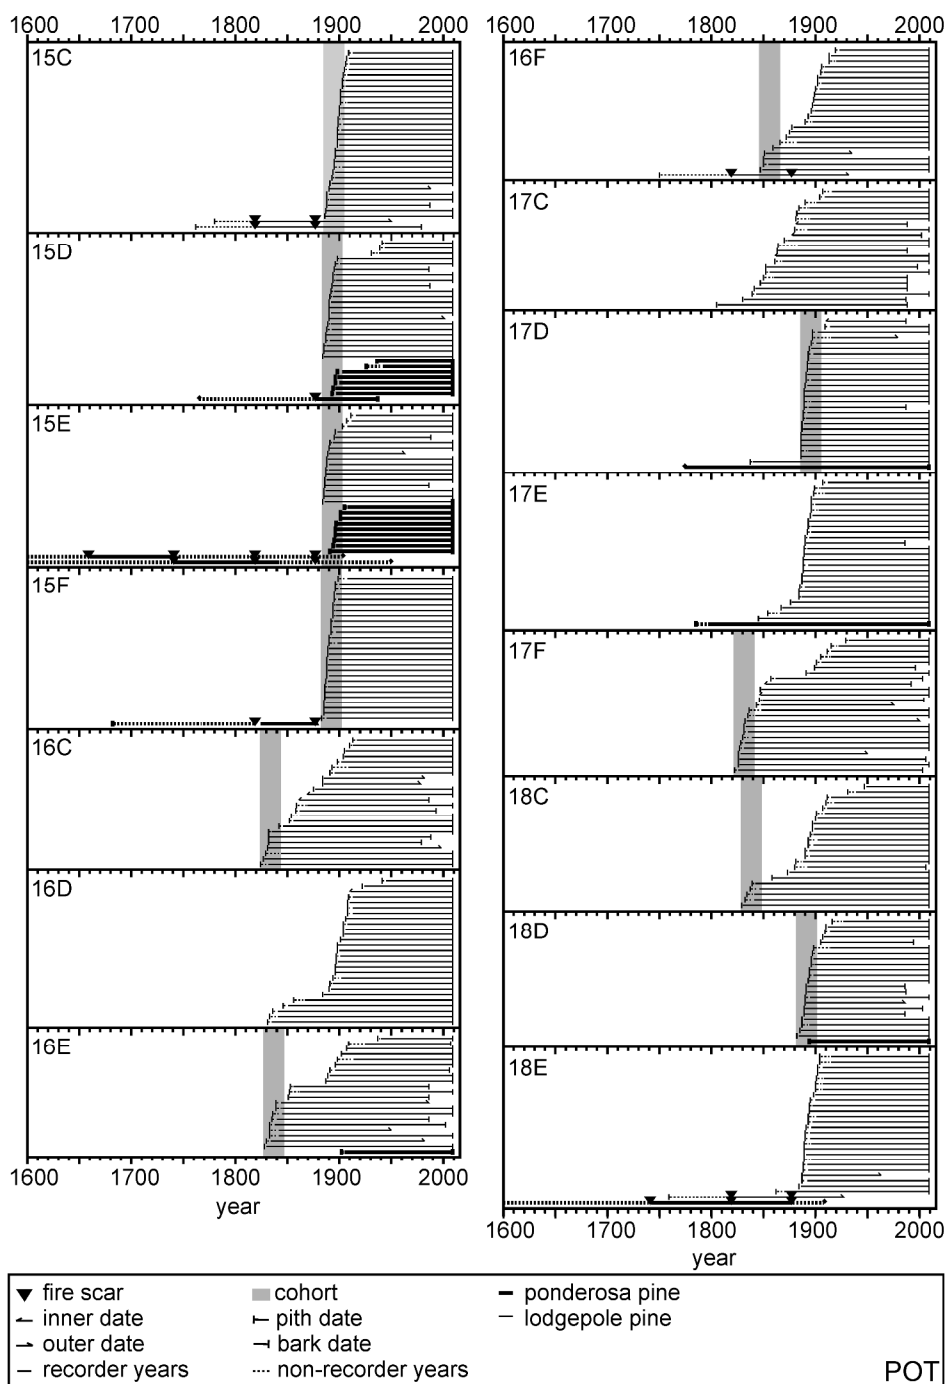 1600 1700 1800 1900 2000
15C
15D
15E
15F
16C
16D
16E
1600 1700 1800 1900 2000
year
1600 1700 1800 1900 2000
16F
17C
17D
17E
17F
18C
18D
18E
1600 1700 1800 1900 2000
year
fire scar
inner date
outer date
recorder years
cohort
pith date
bark date
non-recorder years
ponderosa pine
lodgepole pine
POT